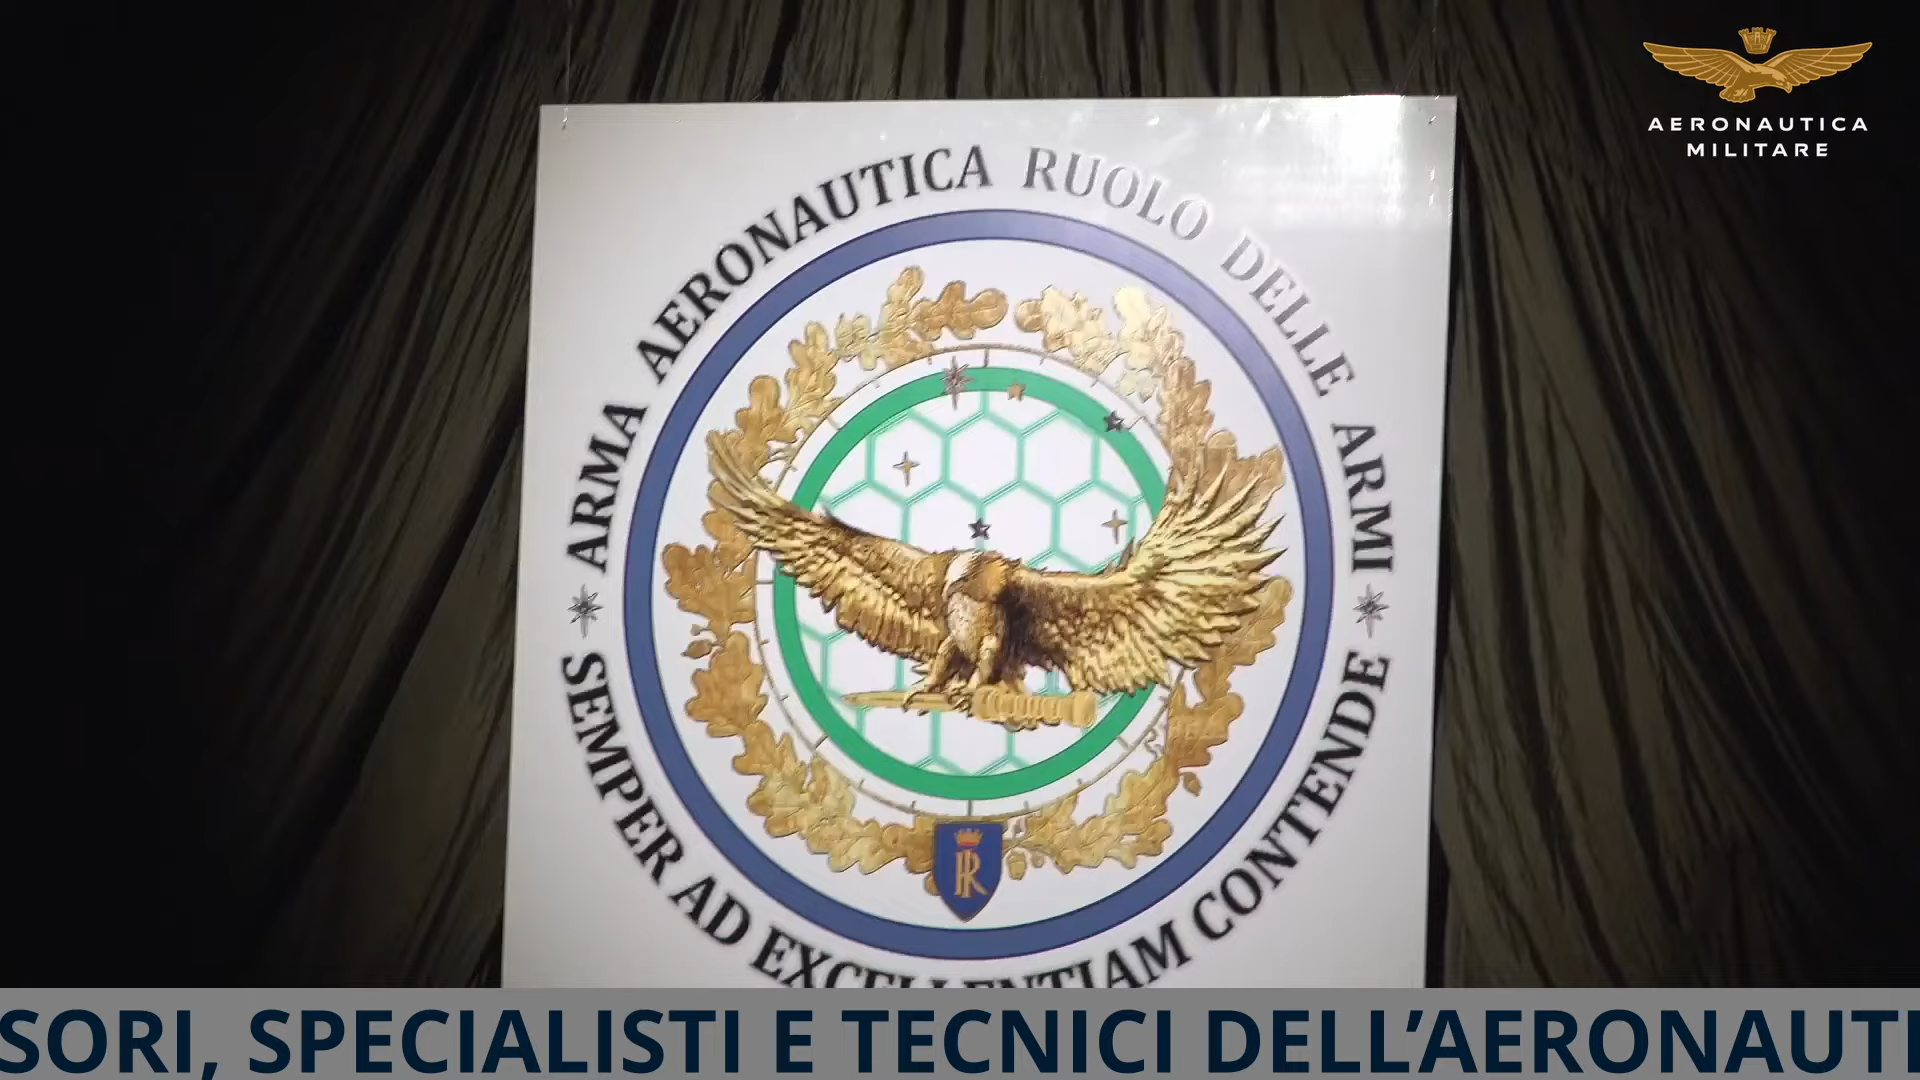 AERONAUTICA
MILITARE
ARMA AERONAUTICA RUOLO DELLE ARMI
SEMPER AD EXCELLENTIAM CONTENDE
SORI, SPECIALISTI E TECNICI DELL’AERONAUTI